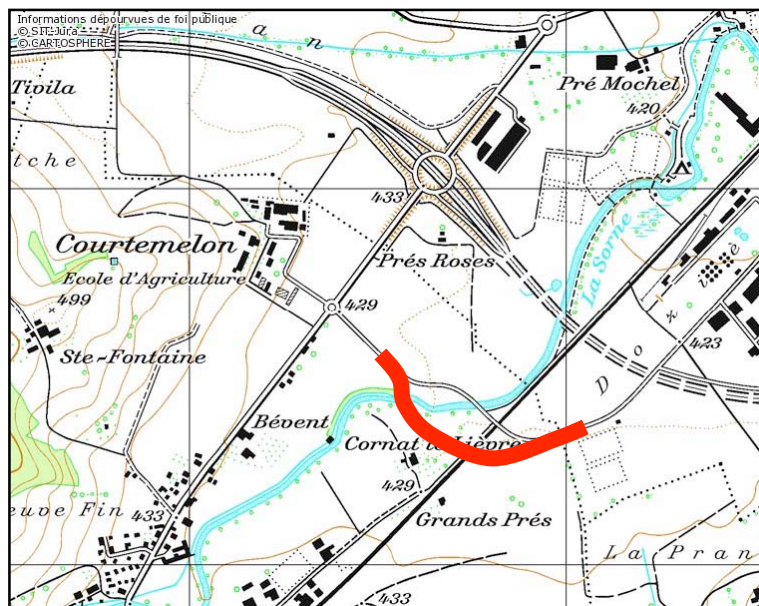 Informations dépourvues de foi publique
© SIT-Jura
© CARTOSPHERE
a n
Tivila
Pré Mochel
420
tche
433
Courtemelon
Ecole d'Agriculture
Prés Roses
La Sorne
499
429
Ste-Fontaine
423
Bévent
Cornat
429
433
Grands Prés
euve Fin
La Pran
433